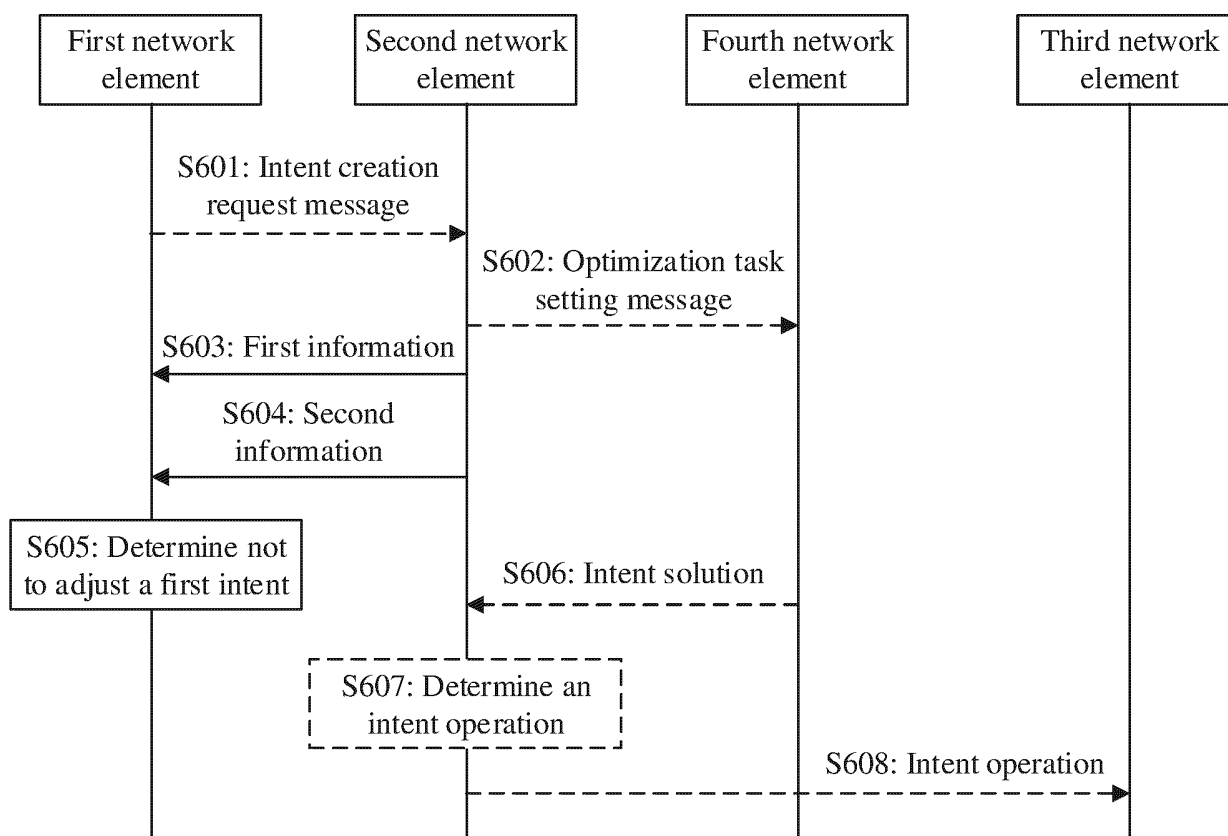 First network
element
Second network
element
Fourth network
element
Third network
element
S601: Intent creation
request message
S602: Optimization task
setting message
S603: First information
S604: Second
information
S605: Determine not
to adjust a first intent
S606: Intent solution
S607: Determine an
intent operation
S608: Intent operation